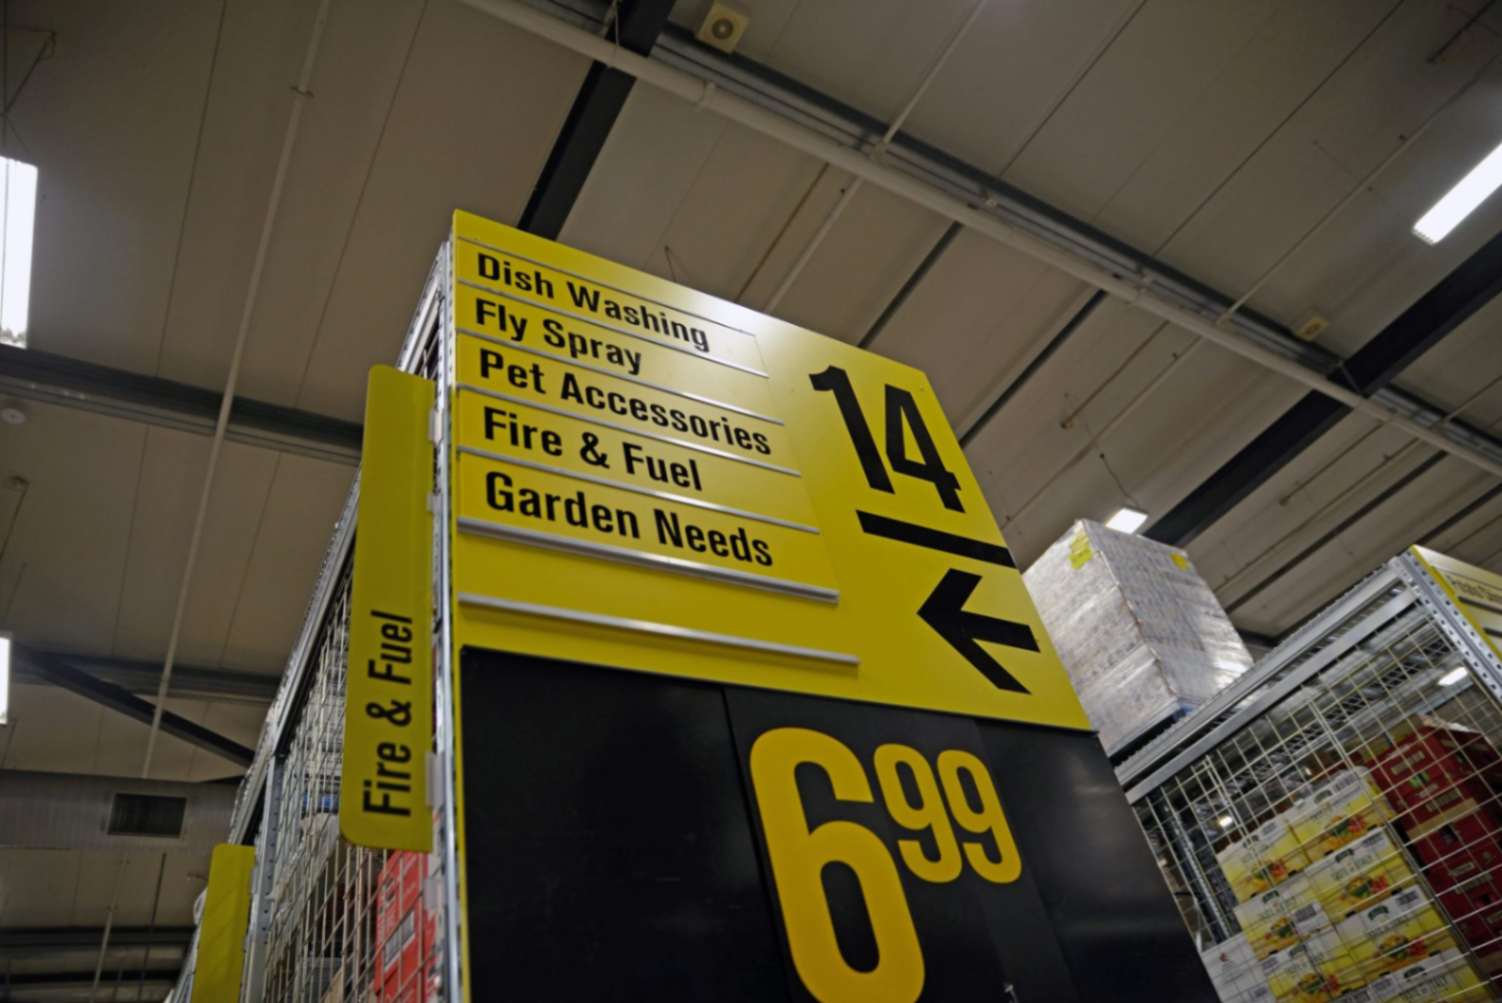 Dish Washing
Fly Spray
Pet Accessories
Fire & Fuel
Garden Needs
14
Fire & Fuel
6.99